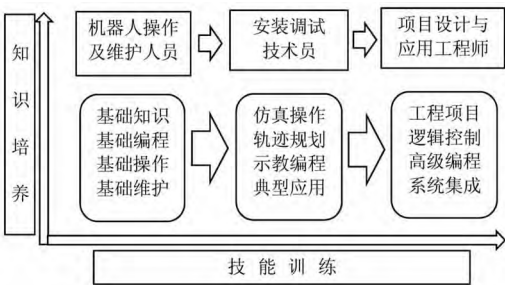 知识培养
机器人操作
及维护人员
安装调试
技术员
项目设计与
应用工程师
基础知识
基础编程
基础操作
基础维护
仿真操作
轨迹规划
示教编程
典型应用
工程项目
逻辑控制
高级编程
系统集成
技能训练